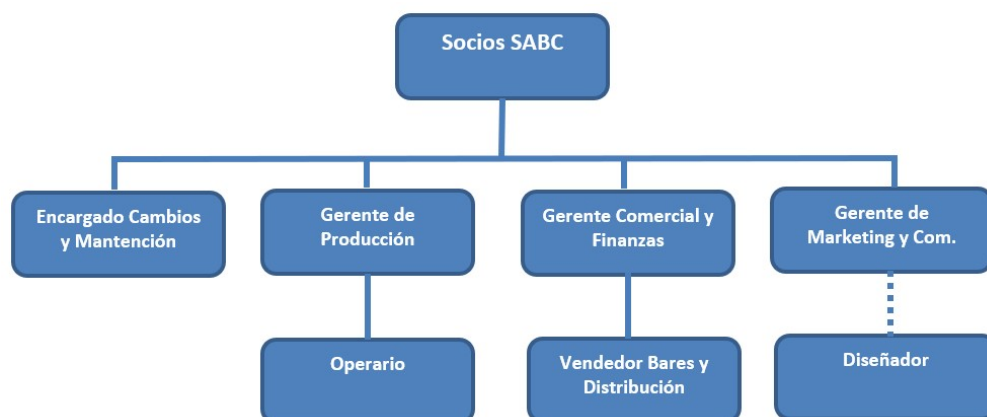 Socios SABC
Encargado Cambios
y Mantención
Gerente de
Producción
Gerente Comercial y
Finanzas
Gerente de
Marketing y Com.
Operario
Vendedor Bares y
Distribución
Diseñador